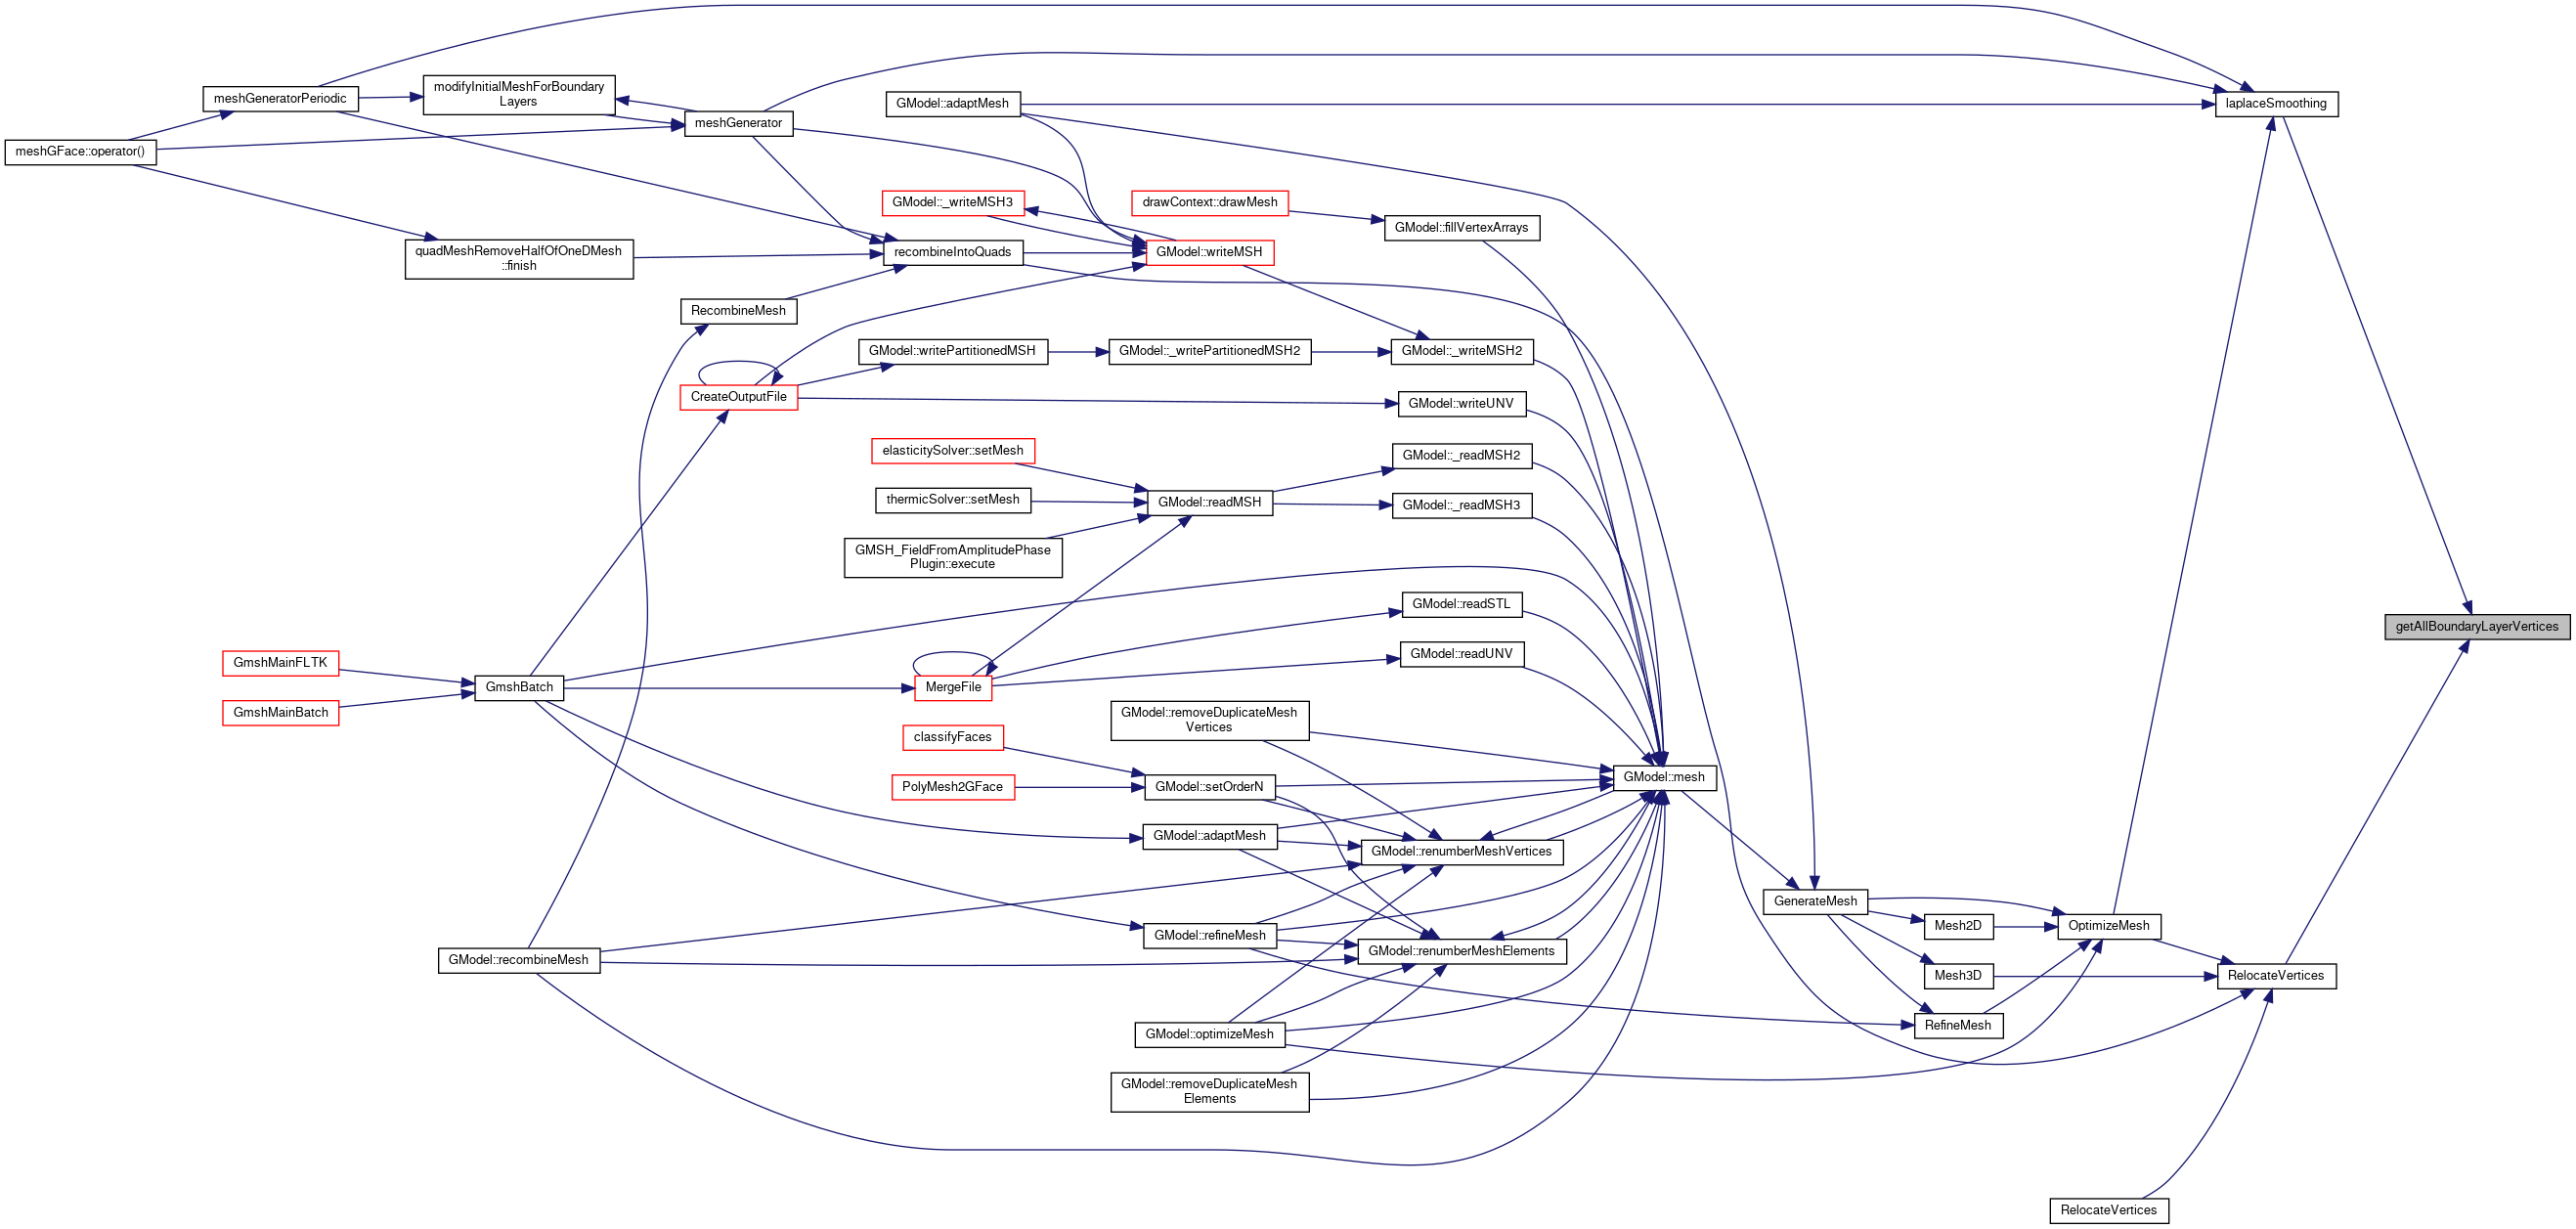 meshGeneratorPeriodic
modifyInitialMeshForBoundary
Layers
meshGenerator
GModel::adaptMesh
laplaceSmoothing
meshGFace::operator()
GModel::_writeMSH3
drawContext::drawMesh
GModel::fillVertexArrays
quadMeshRemoveHalfOfOneDMesh
::finish
recombineIntoQuads
GModel::writeMSH
RecombineMesh
GModel::writePartitionedMSH
GModel::_writePartitionedMSH2
GModel::_writeMSH2
CreateOutputFile
GModel::writeUNV
elasticitySolver::setMesh
GModel::_readMSH2
thermicSolver::setMesh
GModel::readMSH
GModel::_readMSH3
GMSH_FieldFromAmplitudePhase
Plugin::execute
GModel::readSTL
getAllBoundaryLayerVertices
GmshMainFLTK
GModel::readUNV
GmshBatch
MergeFile
GmshMainBatch
GModel::removeDuplicateMesh
Vertices
classifyFaces
GModel::mesh
PolyMesh2GFace
GModel::setOrderN
GModel::adaptMesh
GModel::renumberMeshVertices
GenerateMesh
Mesh2D
OptimizeMesh
GModel::refineMesh
GModel::renumberMeshElements
GModel::recombineMesh
Mesh3D
RelocateVertices
RefineMesh
GModel::optimizeMesh
GModel::removeDuplicateMesh
Elements
RelocateVertices